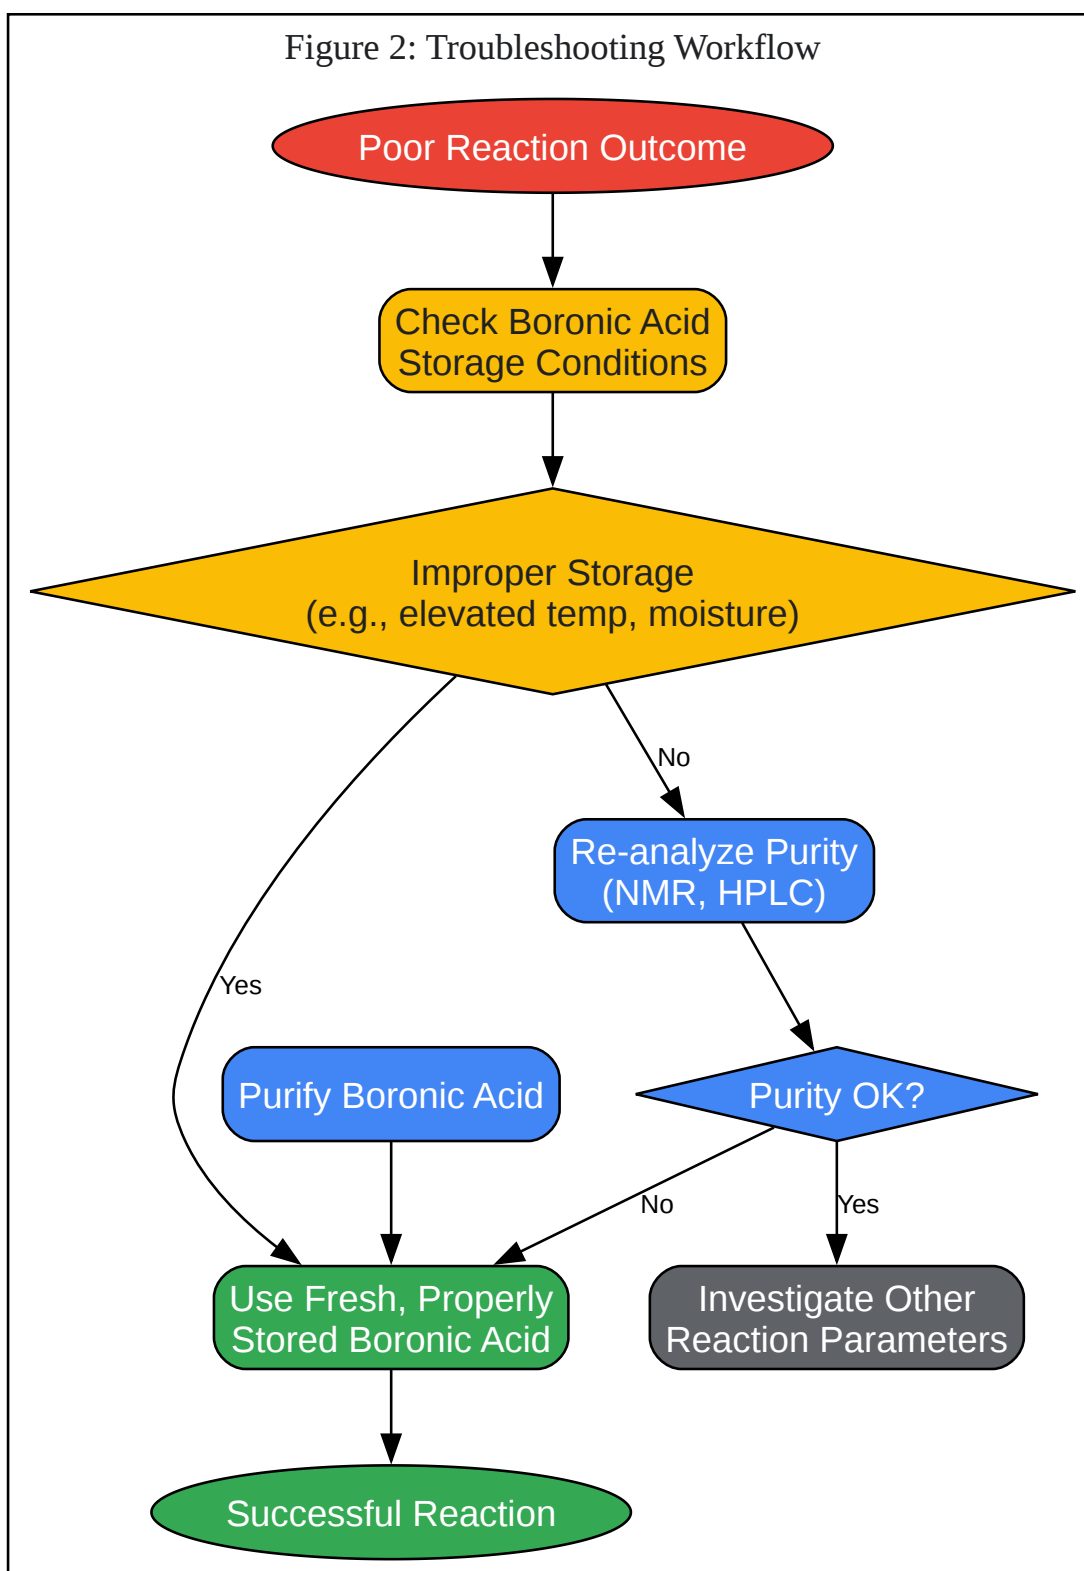 Figure 2: Troubleshooting Workflow
Poor Reaction Outcome
Check Boronic Acid
Storage Conditions
Improper Storage
(e.g., elevated temp, moisture)
No
Re-analyze Purity
(NMR, HPLC)
Yes
Purify Boronic Acid
Purity OK?
No
Yes
Use Fresh, Properly
Stored Boronic Acid
Investigate Other
Reaction Parameters
Successful Reaction